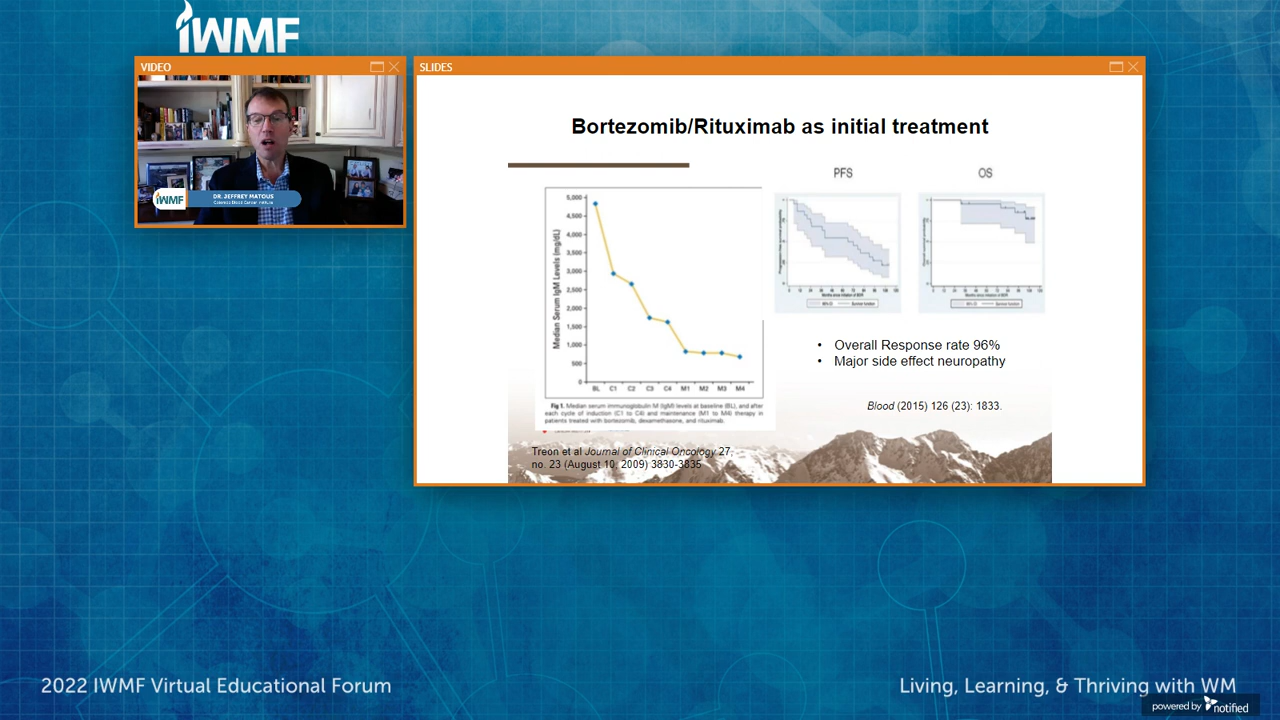 iWMF
VIDEO
iWMF
DR. JEFFREY MATOUS
Colorado Blood Cancer Institute
SLIDES
Bortezomib/Rituximab as initial treatment
Median Serum IgM Levels (mg/dL)
5,000
4,500
4,000
3,500
3,000
2,500
2,000
1,500
1,000
500
0
BL C1 C2 C3 C4 M1 M2 M3 M4
Fig 1. Median serum immunoglobulin M (IgM) levels at baseline (BL), and after
each cycle of induction (C1 to C4) and maintenance (M1 to M4) therapy in
patients treated with bortezomib, dexamethasone, and rituximab.
Treon et al Journal of Clinical Oncology 27,
no. 23 (August 10, 2009) 3830-3835
PFS
OS
• Overall Response rate 96%
• Major side effect neuropathy
Blood (2015) 126 (23): 1833.
2022 IWMF Virtual Educational Forum
Living, Learning, & Thriving with WM
powered by notified